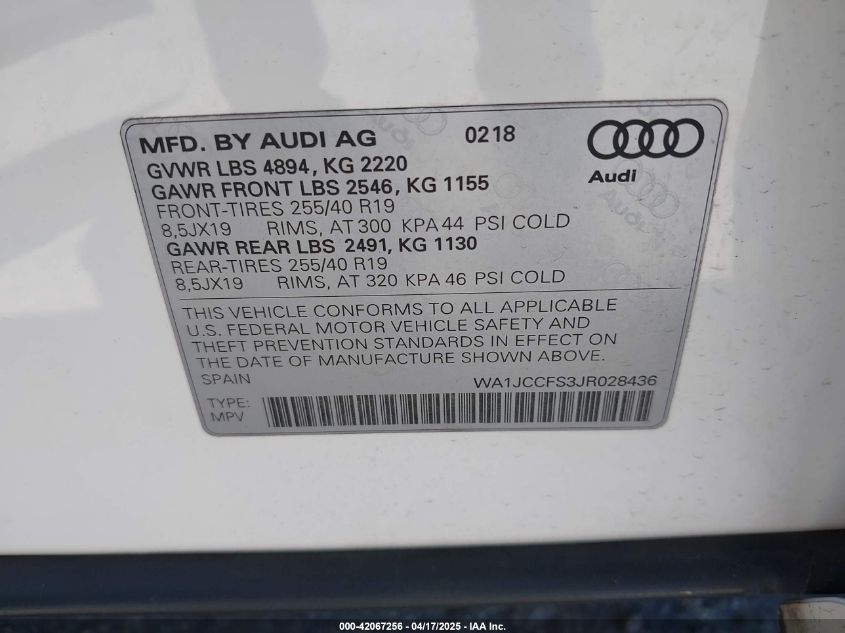 MFD. BY AUDI AG 0218
GVWR LBS 4894, KG 2220
GAWR FRONT LBS 2546, KG 1155
Audi
FRONT-TIRES 255/40 R19
8,5JX19 RIMS, AT 300 KPA 44 PSI COLD
GAWR REAR LBS 2491, KG 1130
REAR-TIRES 255/40 R19
8,5JX19 RIMS, AT 320 KPA 46 PSI COLD
THIS VEHICLE CONFORMS TO ALL APPLICABLE
U.S. FEDERAL MOTOR VEHICLE SAFETY AND
THEFT PREVENTION STANDARDS IN EFFECT ON
THE DATE OF MANUFACTURE SHOWN ABOVE.
SPAIN WA1JCCFS3JR028436
TYPE:
MPV
000-42067256 - 04/17/2025 - IAA Inc.